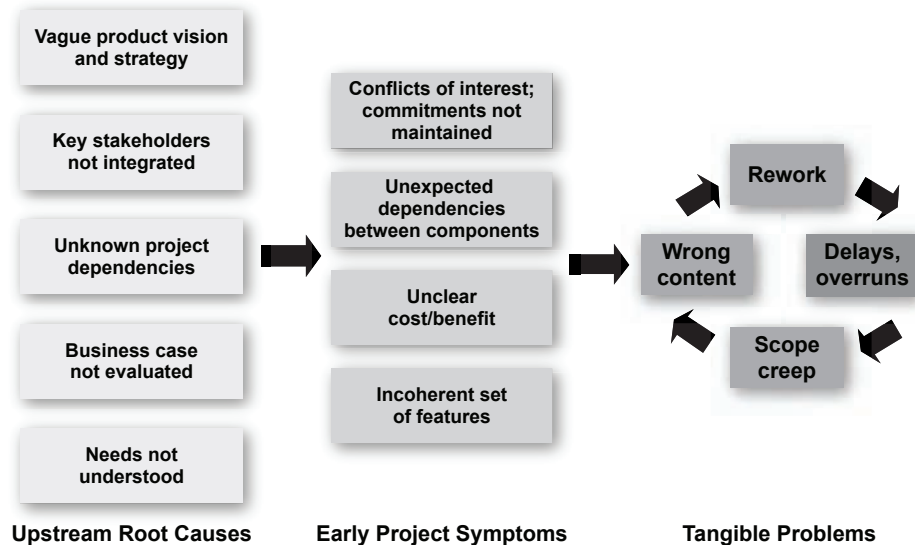 Vague product vision
and strategy
Key stakeholders
not integrated
Unknown project
dependencies
Business case
not evaluated
Needs not
understood
Upstream Root Causes
Conflicts of interest;
commitments not
maintained
Unexpected
dependencies
between components
Unclear
cost/benefit
Incoherent set
of features
Early Project Symptoms
Rework
Wrong
content
Delays,
overruns
Scope
creep
Tangible Problems